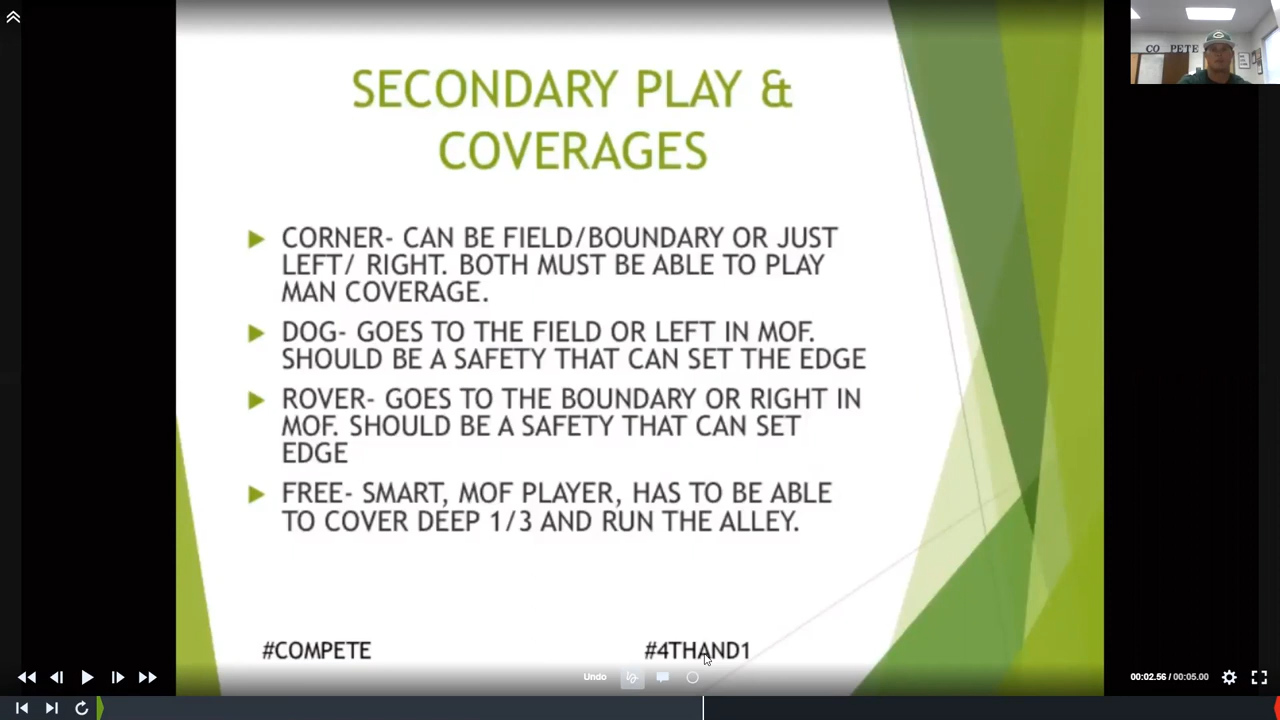 SECONDARY PLAY &
COVERAGES
CORNER- CAN BE FIELD/BOUNDARY OR JUST
LEFT/ RIGHT. BOTH MUST BE ABLE TO PLAY
MAN COVERAGE.
DOG- GOES TO THE FIELD OR LEFT IN MOF.
SHOULD BE A SAFETY THAT CAN SET THE EDGE
ROVER- GOES TO THE BOUNDARY OR RIGHT IN
MOF. SHOULD BE A SAFETY THAT CAN SET
EDGE
FREE- SMART, MOF PLAYER, HAS TO BE ABLE
TO COVER DEEP 1/3 AND RUN THE ALLEY.
#COMPETE #4THAND1
CO PETE
Undo
00:02.56 / 00:05.00